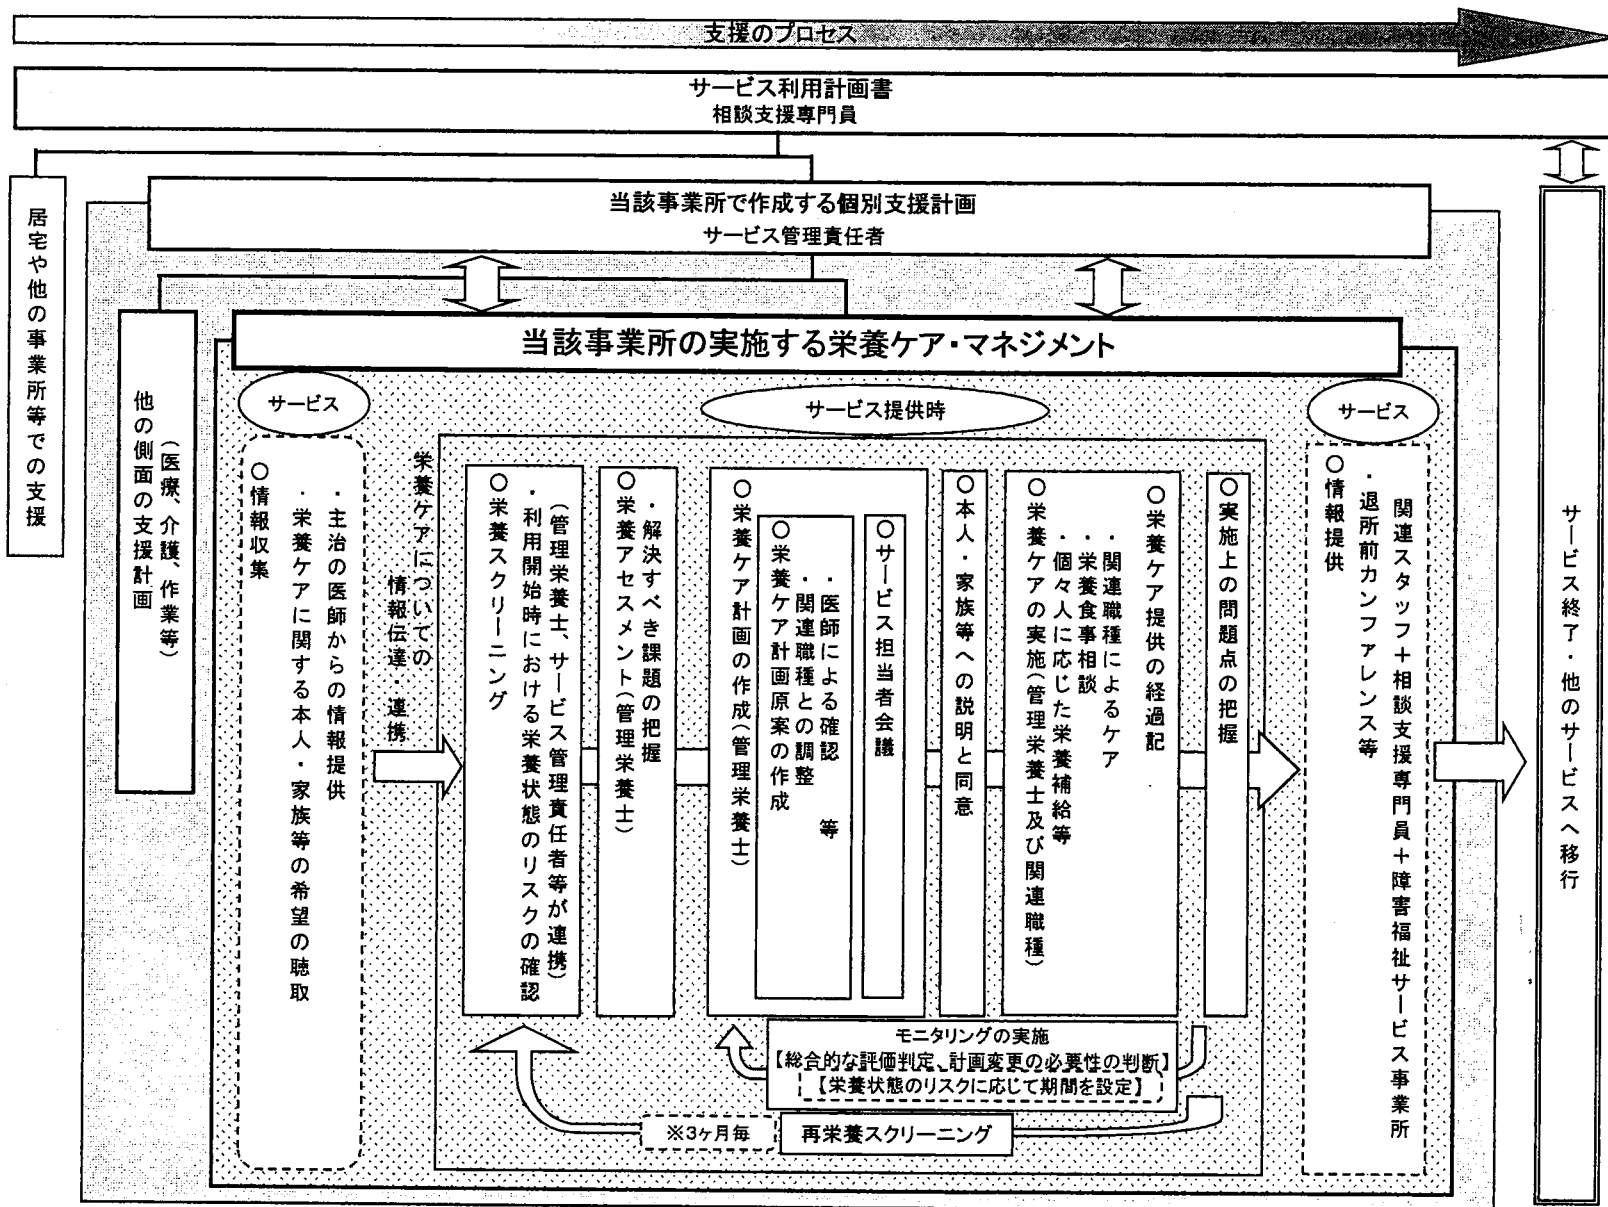 支援のプロセス
サービス利用計画書
相談支援専門員
居宅や他の事業所等での支援
当該事業所で作成する個別支援計画
サービス管理責任者
他の側面の支援計画
（医療、介護、作業等）
当該事業所の実施する栄養ケア・マネジメント
サービス
○情報収集
・栄養ケアに関する本人・家族等の希望の聴取
・主治の医師からの情報提供
栄養ケアについての
情報伝達・連携
サービス提供時
○栄養スクリーニング
・利用開始時における栄養状態のリスクの確認
（管理栄養士、サービス管理責任者等が連携）
○栄養アセスメント（管理栄養士）
・解決すべき課題の把握
○栄養ケア計画の作成（管理栄養士）
○栄養ケア計画原案の作成
・関連職種との調整
・医師による確認　等
○サービス担当者会議
○本人・家族等への説明と同意
○栄養ケアの実施（管理栄養士及び関連職種）
・個々人に応じた栄養補給等
・栄養食事相談
・関連職種によるケア
○栄養ケア提供の経過記
○実施上の問題点の把握
モニタリングの実施
【総合的な評価判定、計画変更の必要性の判断】
【栄養状態のリスクに応じて期間を設定】
※3ヶ月毎
再栄養スクリーニング
サービス
○情報提供
・退所前カンファレンス等
関連スタッフ＋相談支援専門員＋障害福祉サービス事業所
サービス終了・他のサービスへ移行